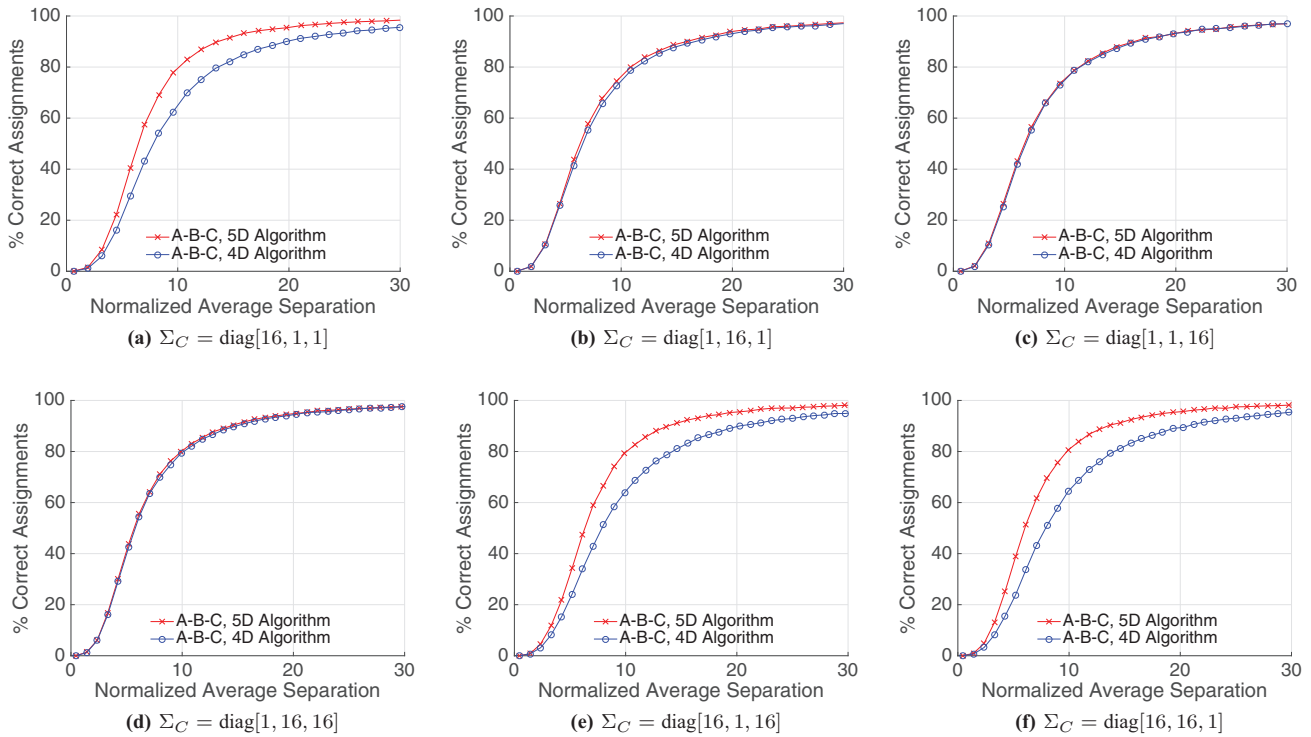 100
80
60
40
20
0
% Correct Assignments
A-B-C, 5D Algorithm
A-B-C, 4D Algorithm
0 10 20 30
Normalized Average Separation
(a) Σ_C = diag[16, 1, 1]
100
80
60
40
20
0
% Correct Assignments
A-B-C, 5D Algorithm
A-B-C, 4D Algorithm
0 10 20 30
Normalized Average Separation
(b) Σ_C = diag[1, 16, 1]
100
80
60
40
20
0
% Correct Assignments
A-B-C, 5D Algorithm
A-B-C, 4D Algorithm
0 10 20 30
Normalized Average Separation
(c) Σ_C = diag[1, 1, 16]
100
80
60
40
20
0
% Correct Assignments
A-B-C, 5D Algorithm
A-B-C, 4D Algorithm
0 10 20 30
Normalized Average Separation
(d) Σ_C = diag[1, 16, 16]
100
80
60
40
20
0
% Correct Assignments
A-B-C, 5D Algorithm
A-B-C, 4D Algorithm
0 10 20 30
Normalized Average Separation
(e) Σ_C = diag[16, 1, 16]
100
80
60
40
20
0
% Correct Assignments
A-B-C, 5D Algorithm
A-B-C, 4D Algorithm
0 10 20 30
Normalized Average Separation
(f) Σ_C = diag[16, 16, 1]